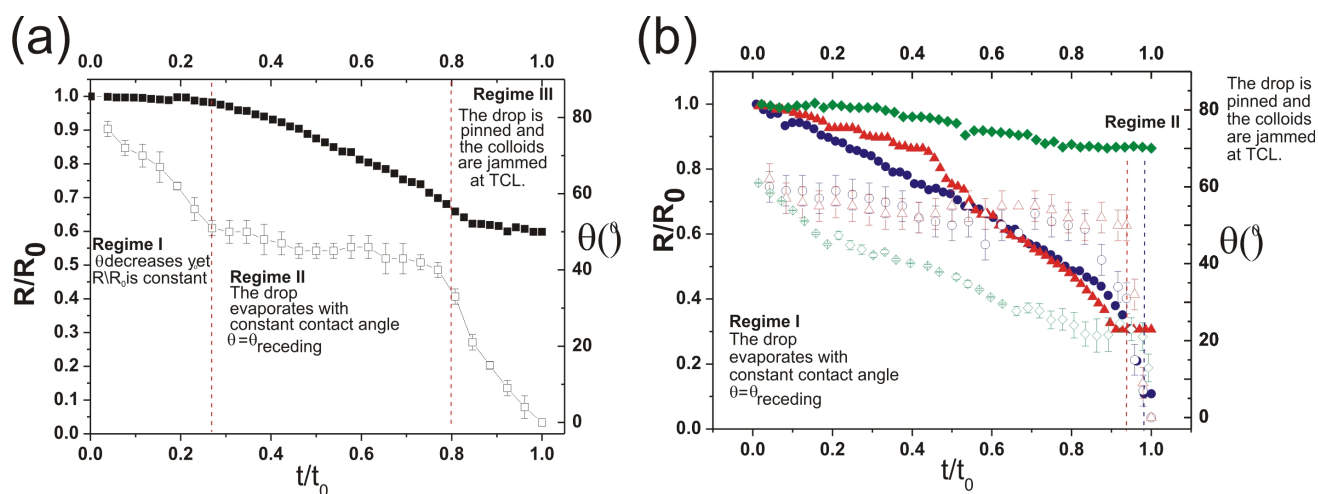 (a)
0.0 0.2 0.4 0.6 0.8 1.0
1.0
0.9
0.8
0.7
0.6
0.5
0.4
0.3
0.2
0.1
0.0
R/R0
80
60
40
20
0
θ(⁰)
Regime III
The drop is
pinned and
the colloids
are jammed
at TCL.
Regime I
θdecreases yet
R\R0is constant
Regime II
The drop
evaporates with
constant contact angle
θ=θreceding
0.0 0.2 0.4 0.6 0.8 1.0
t/t0
(b)
0.0 0.2 0.4 0.6 0.8 1.0
1.0
0.8
0.6
0.4
0.2
0.0
R/R0
80
60
40
20
0
θ(⁰)
Regime II
The drop is
pinned and
the colloids
are jammed
at TCL.
Regime I
The drop
evaporates with
constant contact angle
θ=θreceding
0.0 0.2 0.4 0.6 0.8 1.0
t/t0